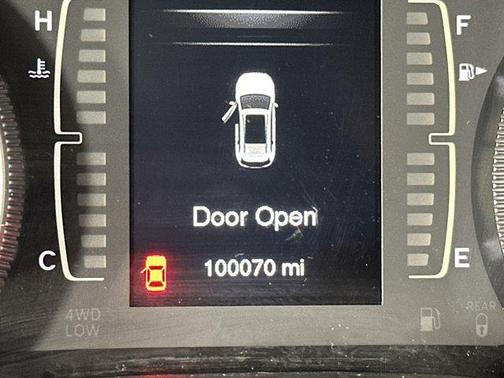 H
F
Door Open
C
100070 mi
E
4WD
LOW
REAR